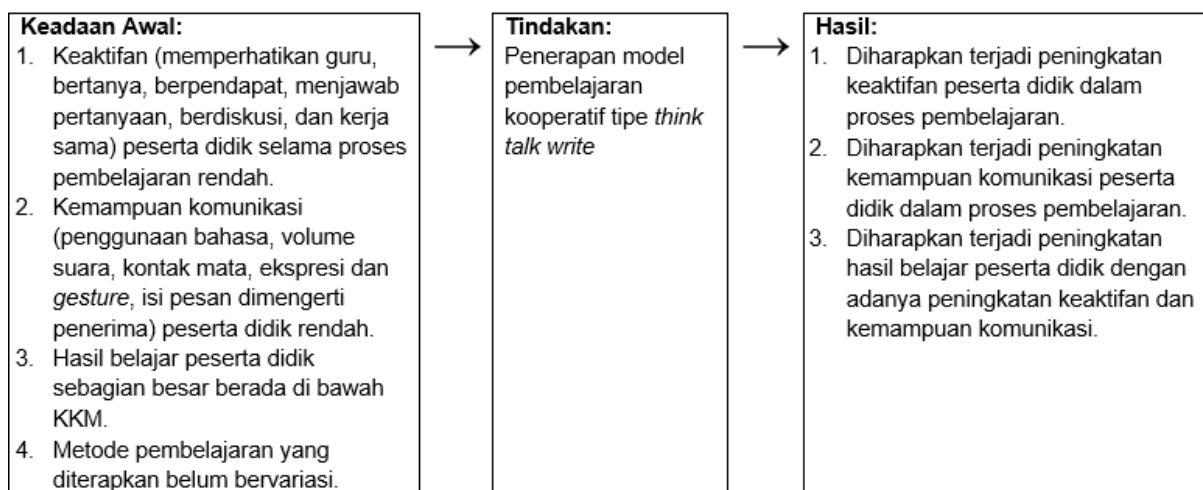 Keadaan Awal:
1. Keaktifan (memperhatikan guru,
bertanya, berpendapat, menjawab
pertanyaan, berdiskusi, dan kerja
sama) peserta didik selama proses
pembelajaran rendah.
2. Kemampuan komunikasi
(penggunaan bahasa, volume
suara, kontak mata, ekspresi dan
gesture, isi pesan dimengerti
penerima) peserta didik rendah.
3. Hasil belajar peserta didik
sebagian besar berada di bawah
KKM.
4. Metode pembelajaran yang
diterapkan belum bervariasi.
Tindakan:
Penerapan model
pembelajaran
kooperatif tipe think
talk write
Hasil:
1. Diharapkan terjadi peningkatan
keaktifan peserta didik dalam
proses pembelajaran.
2. Diharapkan terjadi peningkatan
kemampuan komunikasi peserta
didik dalam proses pembelajaran.
3. Diharapkan terjadi peningkatan
hasil belajar peserta didik dengan
adanya peningkatan keaktifan dan
kemampuan komunikasi.